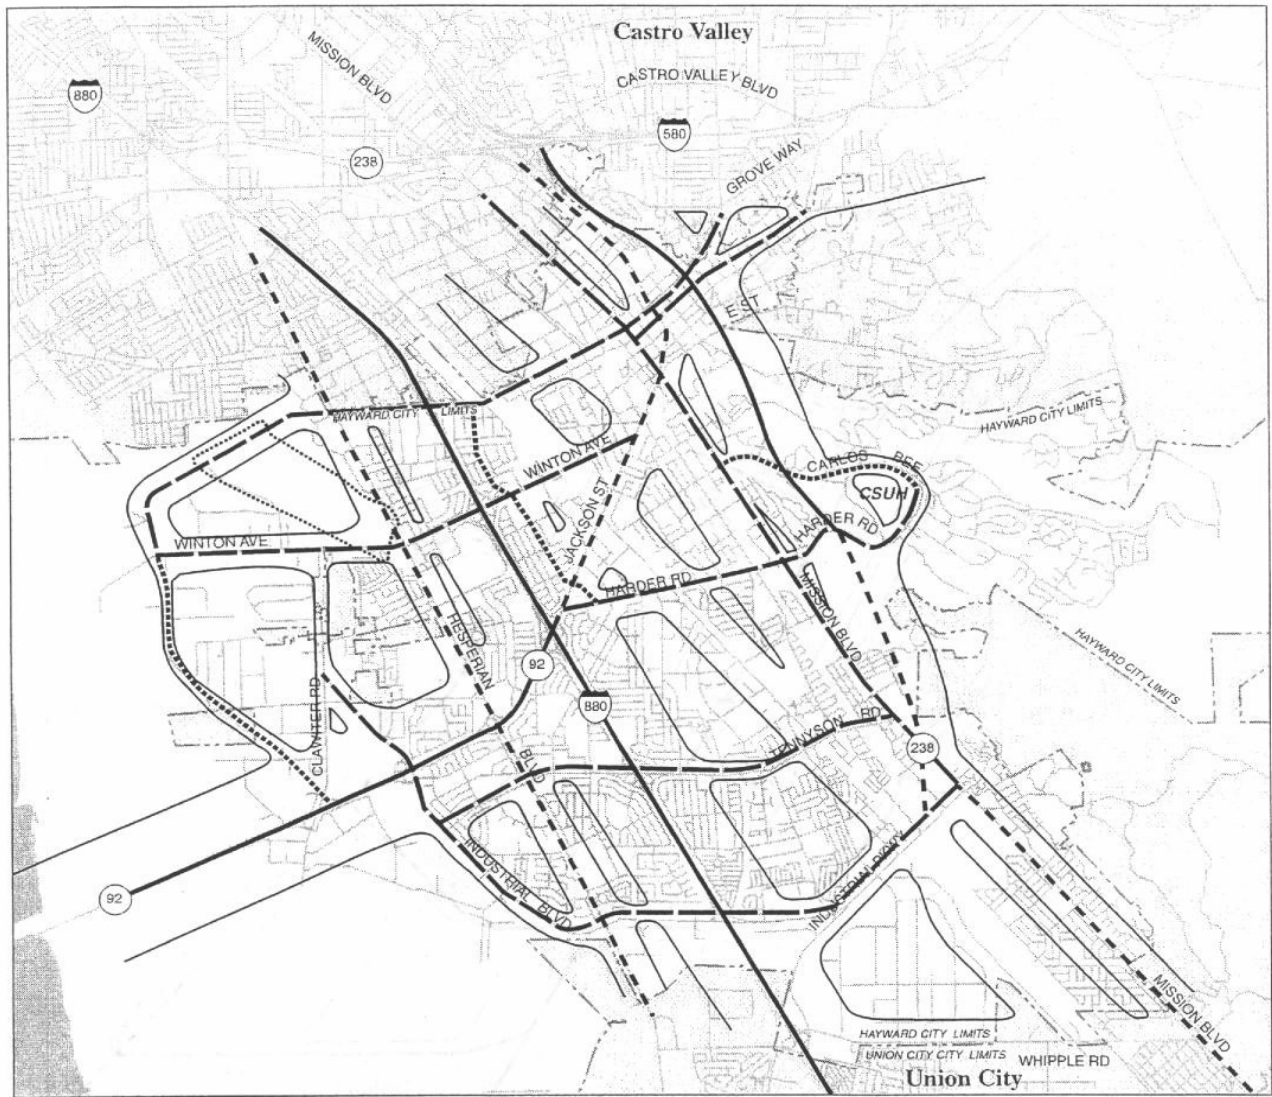 Castro Valley
MISSION BLVD
CASTRO VALLEY BLVD
880
580
238
GROVE WAY
E ST
HAYWARD CITY LIMITS
HAYWARD CITY LIMITS
WINTON AVE
CARLOS BEE
CSUH
JACKSON ST
HARDER RD
WINTON AVE
HARDER RD
MISSION BLVD
HESPERIAN
HAYWARD CITY LIMITS
92
880
CLAWITER RD
TENNYSON RD
238
BLVD
INDUSTRIAL BLVD
INDUSTRIAL PKWY
92
MISSION BLVD
HAYWARD CITY LIMITS
UNION CITY CITY LIMITS
WHIPPLE RD
Union City